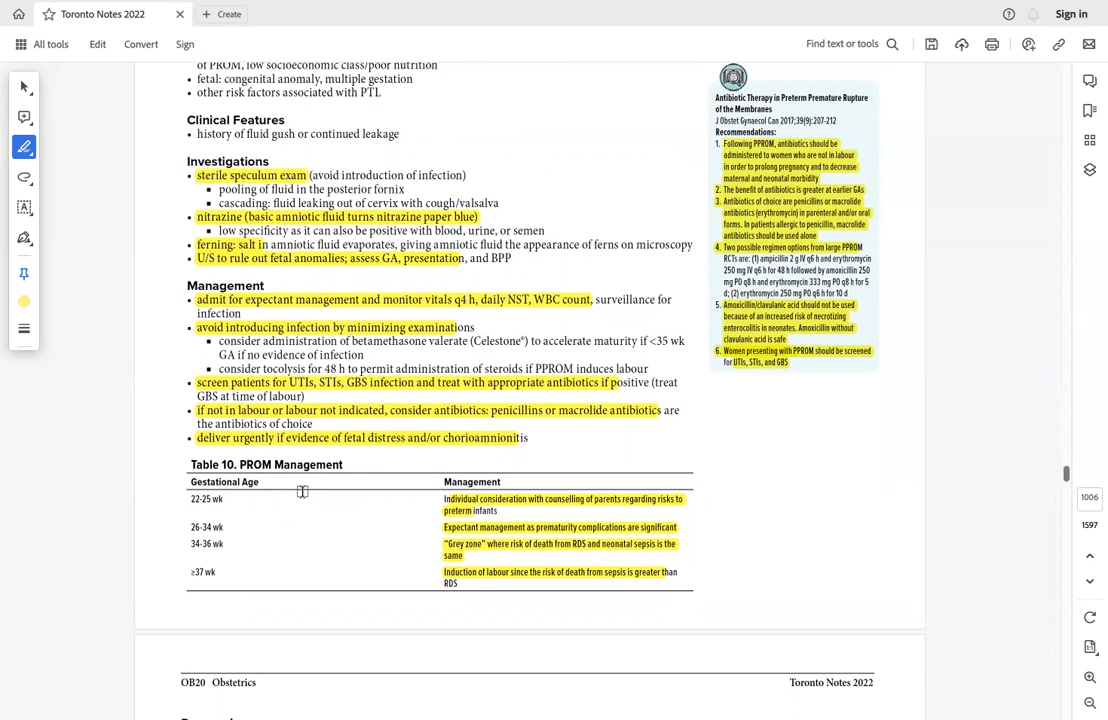 Toronto Notes 2022
Create
Sign in
All tools
Edit
Convert
Sign
Find text or tools
of PROM, low socioeconomic class/poor nutrition
• fetal: congenital anomaly, multiple gestation
• other risk factors associated with PTL
Clinical Features
• history of fluid gush or continued leakage
Investigations
• sterile speculum exam (avoid introduction of infection)
▪ pooling of fluid in the posterior fornix
▪ cascading: fluid leaking out of cervix with cough/valsalva
• nitrazine (basic amniotic fluid turns nitrazine paper blue)
▪ low specificity as it can also be positive with blood, urine, or semen
• ferning: salt in amniotic fluid evaporates, giving amniotic fluid the appearance of ferns on microscopy
• U/S to rule out fetal anomalies; assess GA, presentation, and BPP
Management
• admit for expectant management and monitor vitals q4 h, daily NST, WBC count, surveillance for
infection
• avoid introducing infection by minimizing examinations
▪ consider administration of betamethasone valerate (Celestone®) to accelerate maturity if <35 wk
GA if no evidence of infection
▪ consider tocolysis for 48 h to permit administration of steroids if PPROM induces labour
• screen patients for UTIs, STIs, GBS infection and treat with appropriate antibiotics if positive (treat
GBS at time of labour)
• if not in labour or labour not indicated, consider antibiotics: penicillins or macrolide antibiotics are
the antibiotics of choice
• deliver urgently if evidence of fetal distress and/or chorioamnionitis
Table 10. PROM Management
Gestational Age Management
22-25 wk Individual consideration with counselling of parents regarding risks to
preterm infants
26-34 wk Expectant management as prematurity complications are significant
34-36 wk "Grey zone" where risk of death from RDS and neonatal sepsis is the
same
≥37 wk Induction of labour since the risk of death from sepsis is greater than
RDS
Antibiotic Therapy in Preterm Premature Rupture
of the Membranes
J Obstet Gynaecol Can 2017;39(9):207-212
Recommendations:
1. Following PPROM, antibiotics should be
administered to women who are not in labour
in order to prolong pregnancy and to decrease
maternal and neonatal morbidity
2. The benefit of antibiotics is greater at earlier GAs
3. Antibiotics of choice are penicillins or macrolide
antibiotics (erythromycin) in parenteral and/or oral
forms. In patients allergic to penicillin, macrolide
antibiotics should be used alone
4. Two possible regimen options from large PPROM
RCTs are: (1) ampicillin 2 g IV q6 h and erythromycin
250 mg IV q6 h for 48 h followed by amoxicillin 250
mg PO q8 h and erythromycin 333 mg PO q8 h for 5
d; (2) erythromycin 250 mg PO q6 h for 10 d
5. Amoxicillin/clavulanic acid should not be used
because of an increased risk of necrotizing
enterocolitis in neonates. Amoxicillin without
clavulanic acid is safe
6. Women presenting with PPROM should be screened
for UTIs, STIs, and GBS
1006
1597
OB20 Obstetrics
Toronto Notes 2022